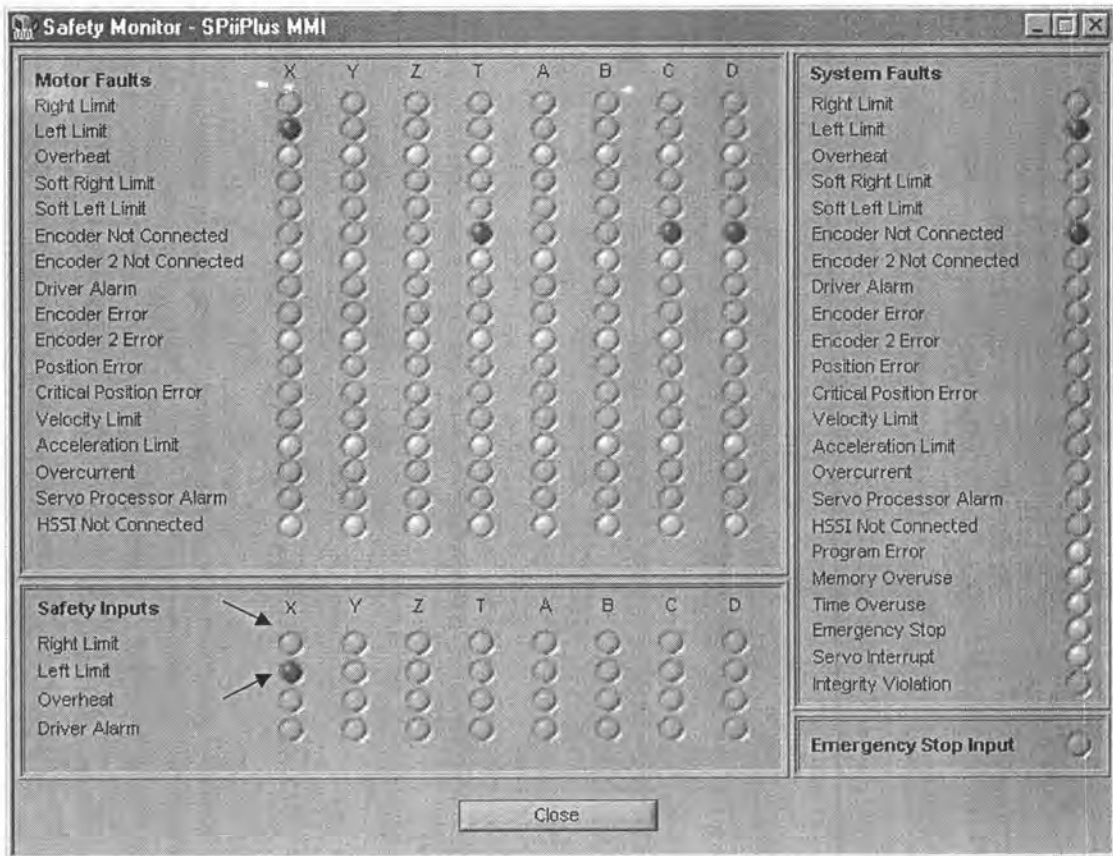 Safety Monitor - SPiiPlus MMI
Motor Faults X Y Z T A B C D
Right Limit
Left Limit
Overheat
Soft Right Limit
Soft Left Limit
Encoder Not Connected
Encoder 2 Not Connected
Driver Alarm
Encoder Error
Encoder 2 Error
Position Error
Critical Position Error
Velocity Limit
Acceleration Limit
Overcurrent
Servo Processor Alarm
HSSI Not Connected
Safety Inputs X Y Z T A B C D
Right Limit
Left Limit
Overheat
Driver Alarm
System Faults
Right Limit
Left Limit
Overheat
Soft Right Limit
Soft Left Limit
Encoder Not Connected
Encoder 2 Not Connected
Driver Alarm
Encoder Error
Encoder 2 Error
Position Error
Critical Position Error
Velocity Limit
Acceleration Limit
Overcurrent
Servo Processor Alarm
HSSI Not Connected
Program Error
Memory Overuse
Time Overuse
Emergency Stop
Servo Interrupt
Integrity Violation
Emergency Stop Input
Close